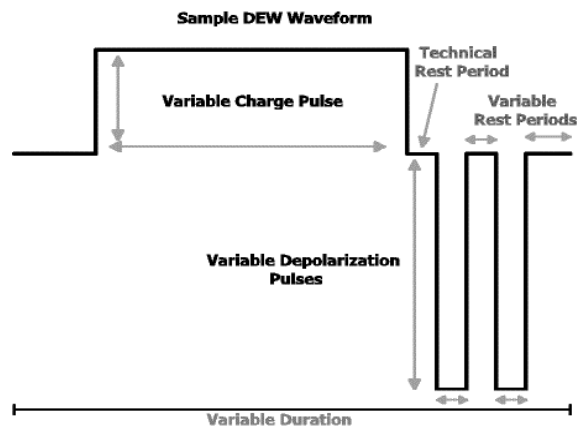 Sample DEW Waveform
Technical
Rest Period
Variable Charge Pulse
Variable
Rest Periods
Variable Depolarization
Pulses
Variable Duration